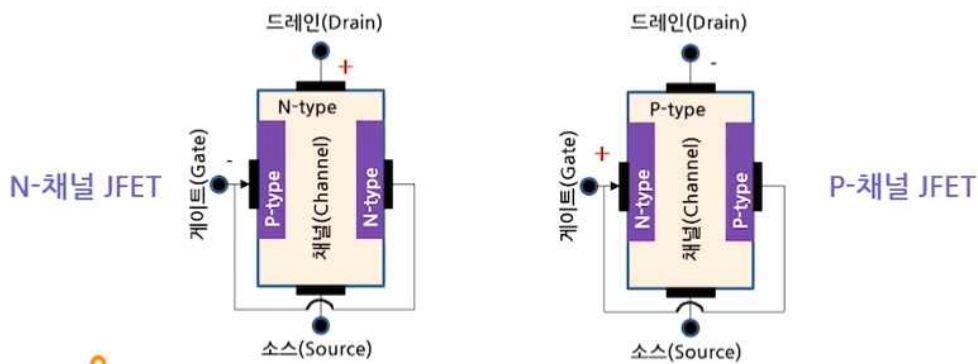 드레인(Drain)
+
N-type
게이트(Gate)
-
P-type
채널(Channel)
N-type
N-채널 JFET
소스(Source)
드레인(Drain)
-
P-type
게이트(Gate)
+
N-type
채널(Channel)
P-type
P-채널 JFET
소스(Source)